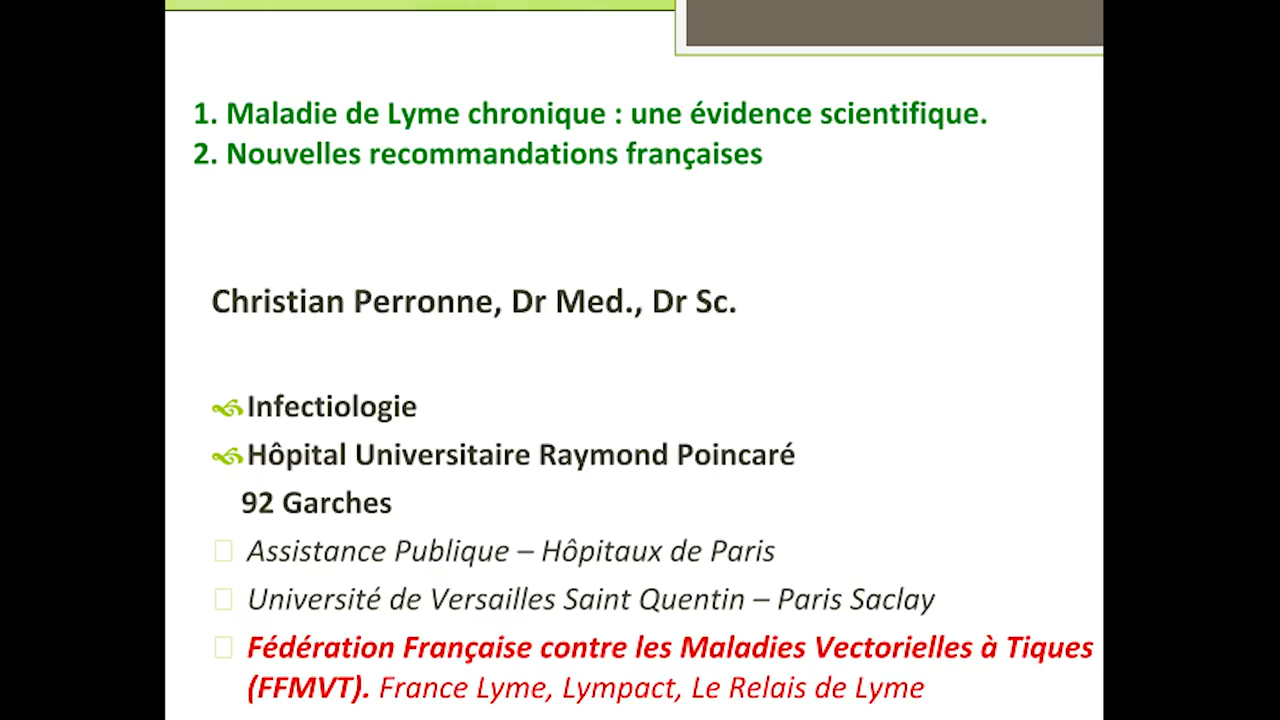 1. Maladie de Lyme chronique : une évidence scientifique.
2. Nouvelles recommandations françaises
Christian Perronne, Dr Med., Dr Sc.
Infectiologie
Hôpital Universitaire Raymond Poincaré
92 Garches
Assistance Publique – Hôpitaux de Paris
Université de Versailles Saint Quentin – Paris Saclay
Fédération Française contre les Maladies Vectorielles à Tiques
(FFMVT). France Lyme, Lympact, Le Relais de Lyme